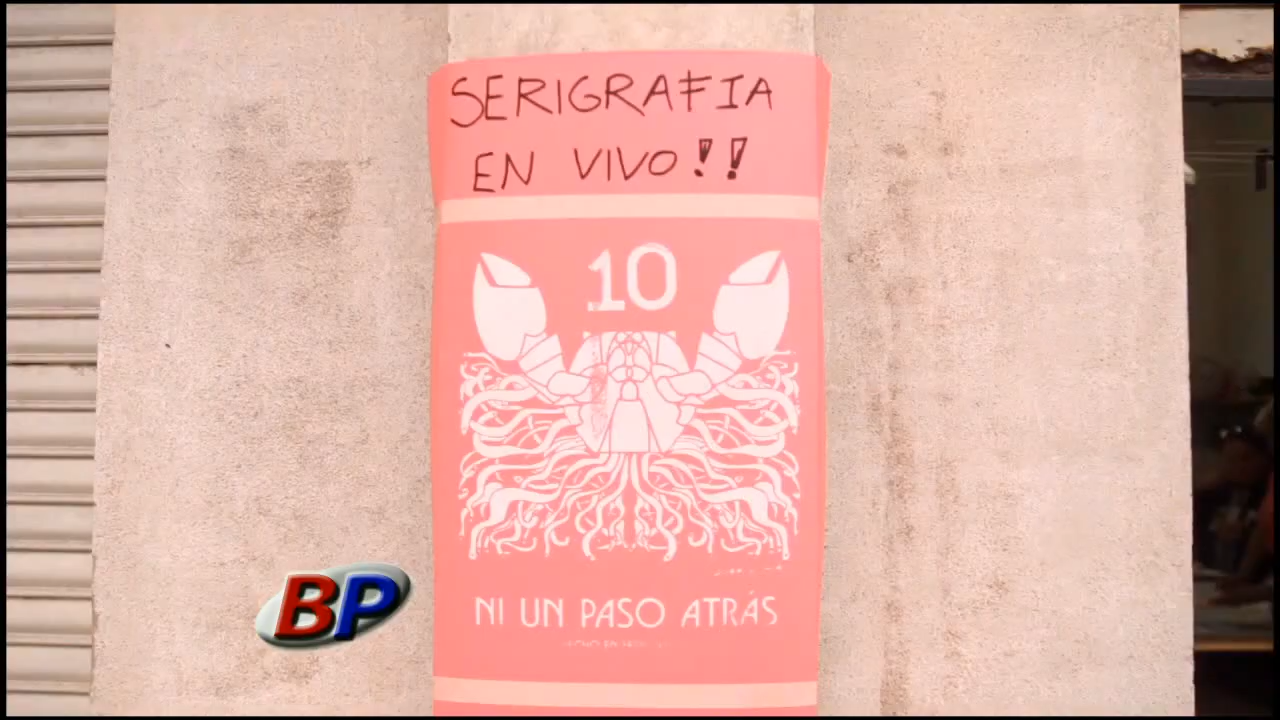 SERIGRAFIA
EN VIVO!!
10
NI UN PASO ATRÁS
BP